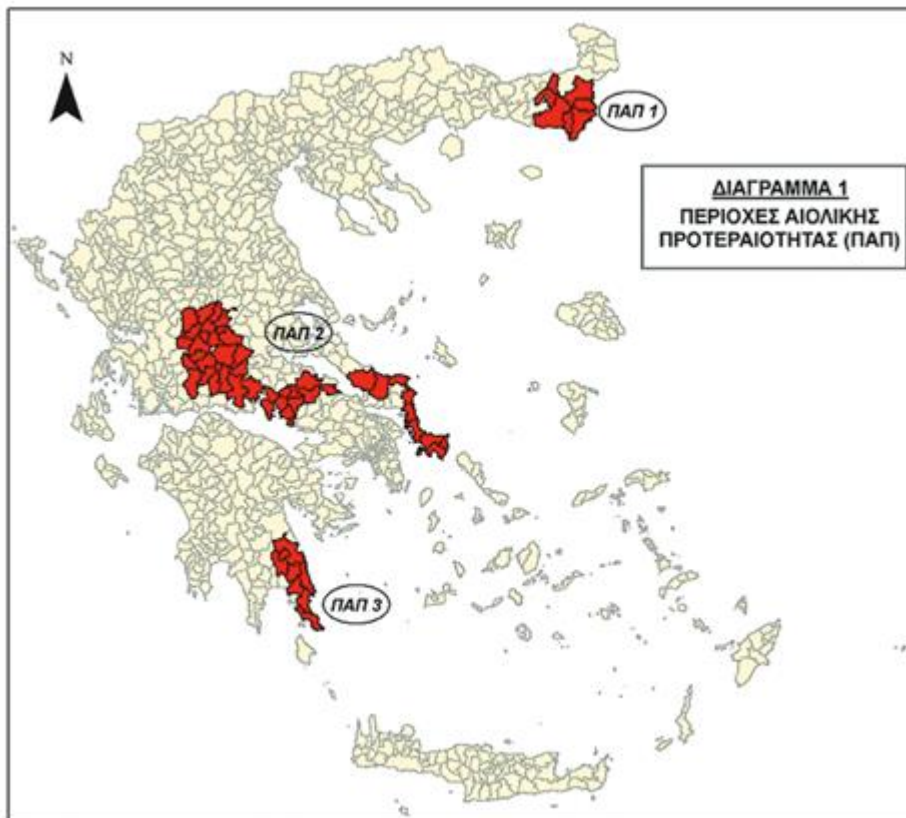 N
ΠΑΠ 1
ΔΙΑΓΡΑΜΜΑ 1
ΠΕΡΙΟΧΕΣ ΑΙΟΛΙΚΗΣ
ΠΡΟΤΕΡΑΙΟΤΗΤΑΣ (ΠΑΠ)
ΠΑΠ 2
ΠΑΠ 3